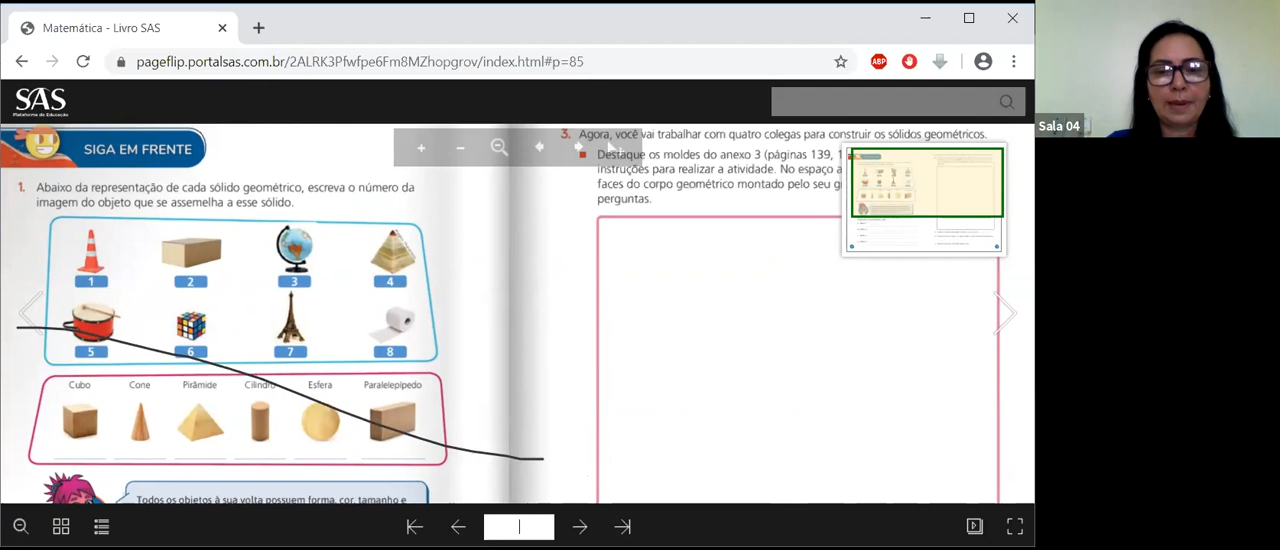 Matemática - Livro SAS
pageflip.portalsas.com.br/2ALRK3Pfwfpe6Fm8MZhopgrov/index.html#p=85
ABP
SAS
Plataforma de Educação
Sala 04
SIGA EM FRENTE
1. Abaixo da representação de cada sólido geométrico, escreva o número da
imagem do objeto que se assemelha a esse sólido.
1 2 3 4
5 6 7 8
Cubo Cone Pirâmide Cilindro Esfera Paralelepípedo
Todos os objetos à sua volta possuem forma, cor, tamanho e
3. Agora, você vai trabalhar com quatro colegas para construir os sólidos geométricos.
Destaque os moldes do anexo 3 (páginas 139, 1
instruções para realizar a atividade. No espaço a
faces do corpo geométrico montado pelo seu g
perguntas.